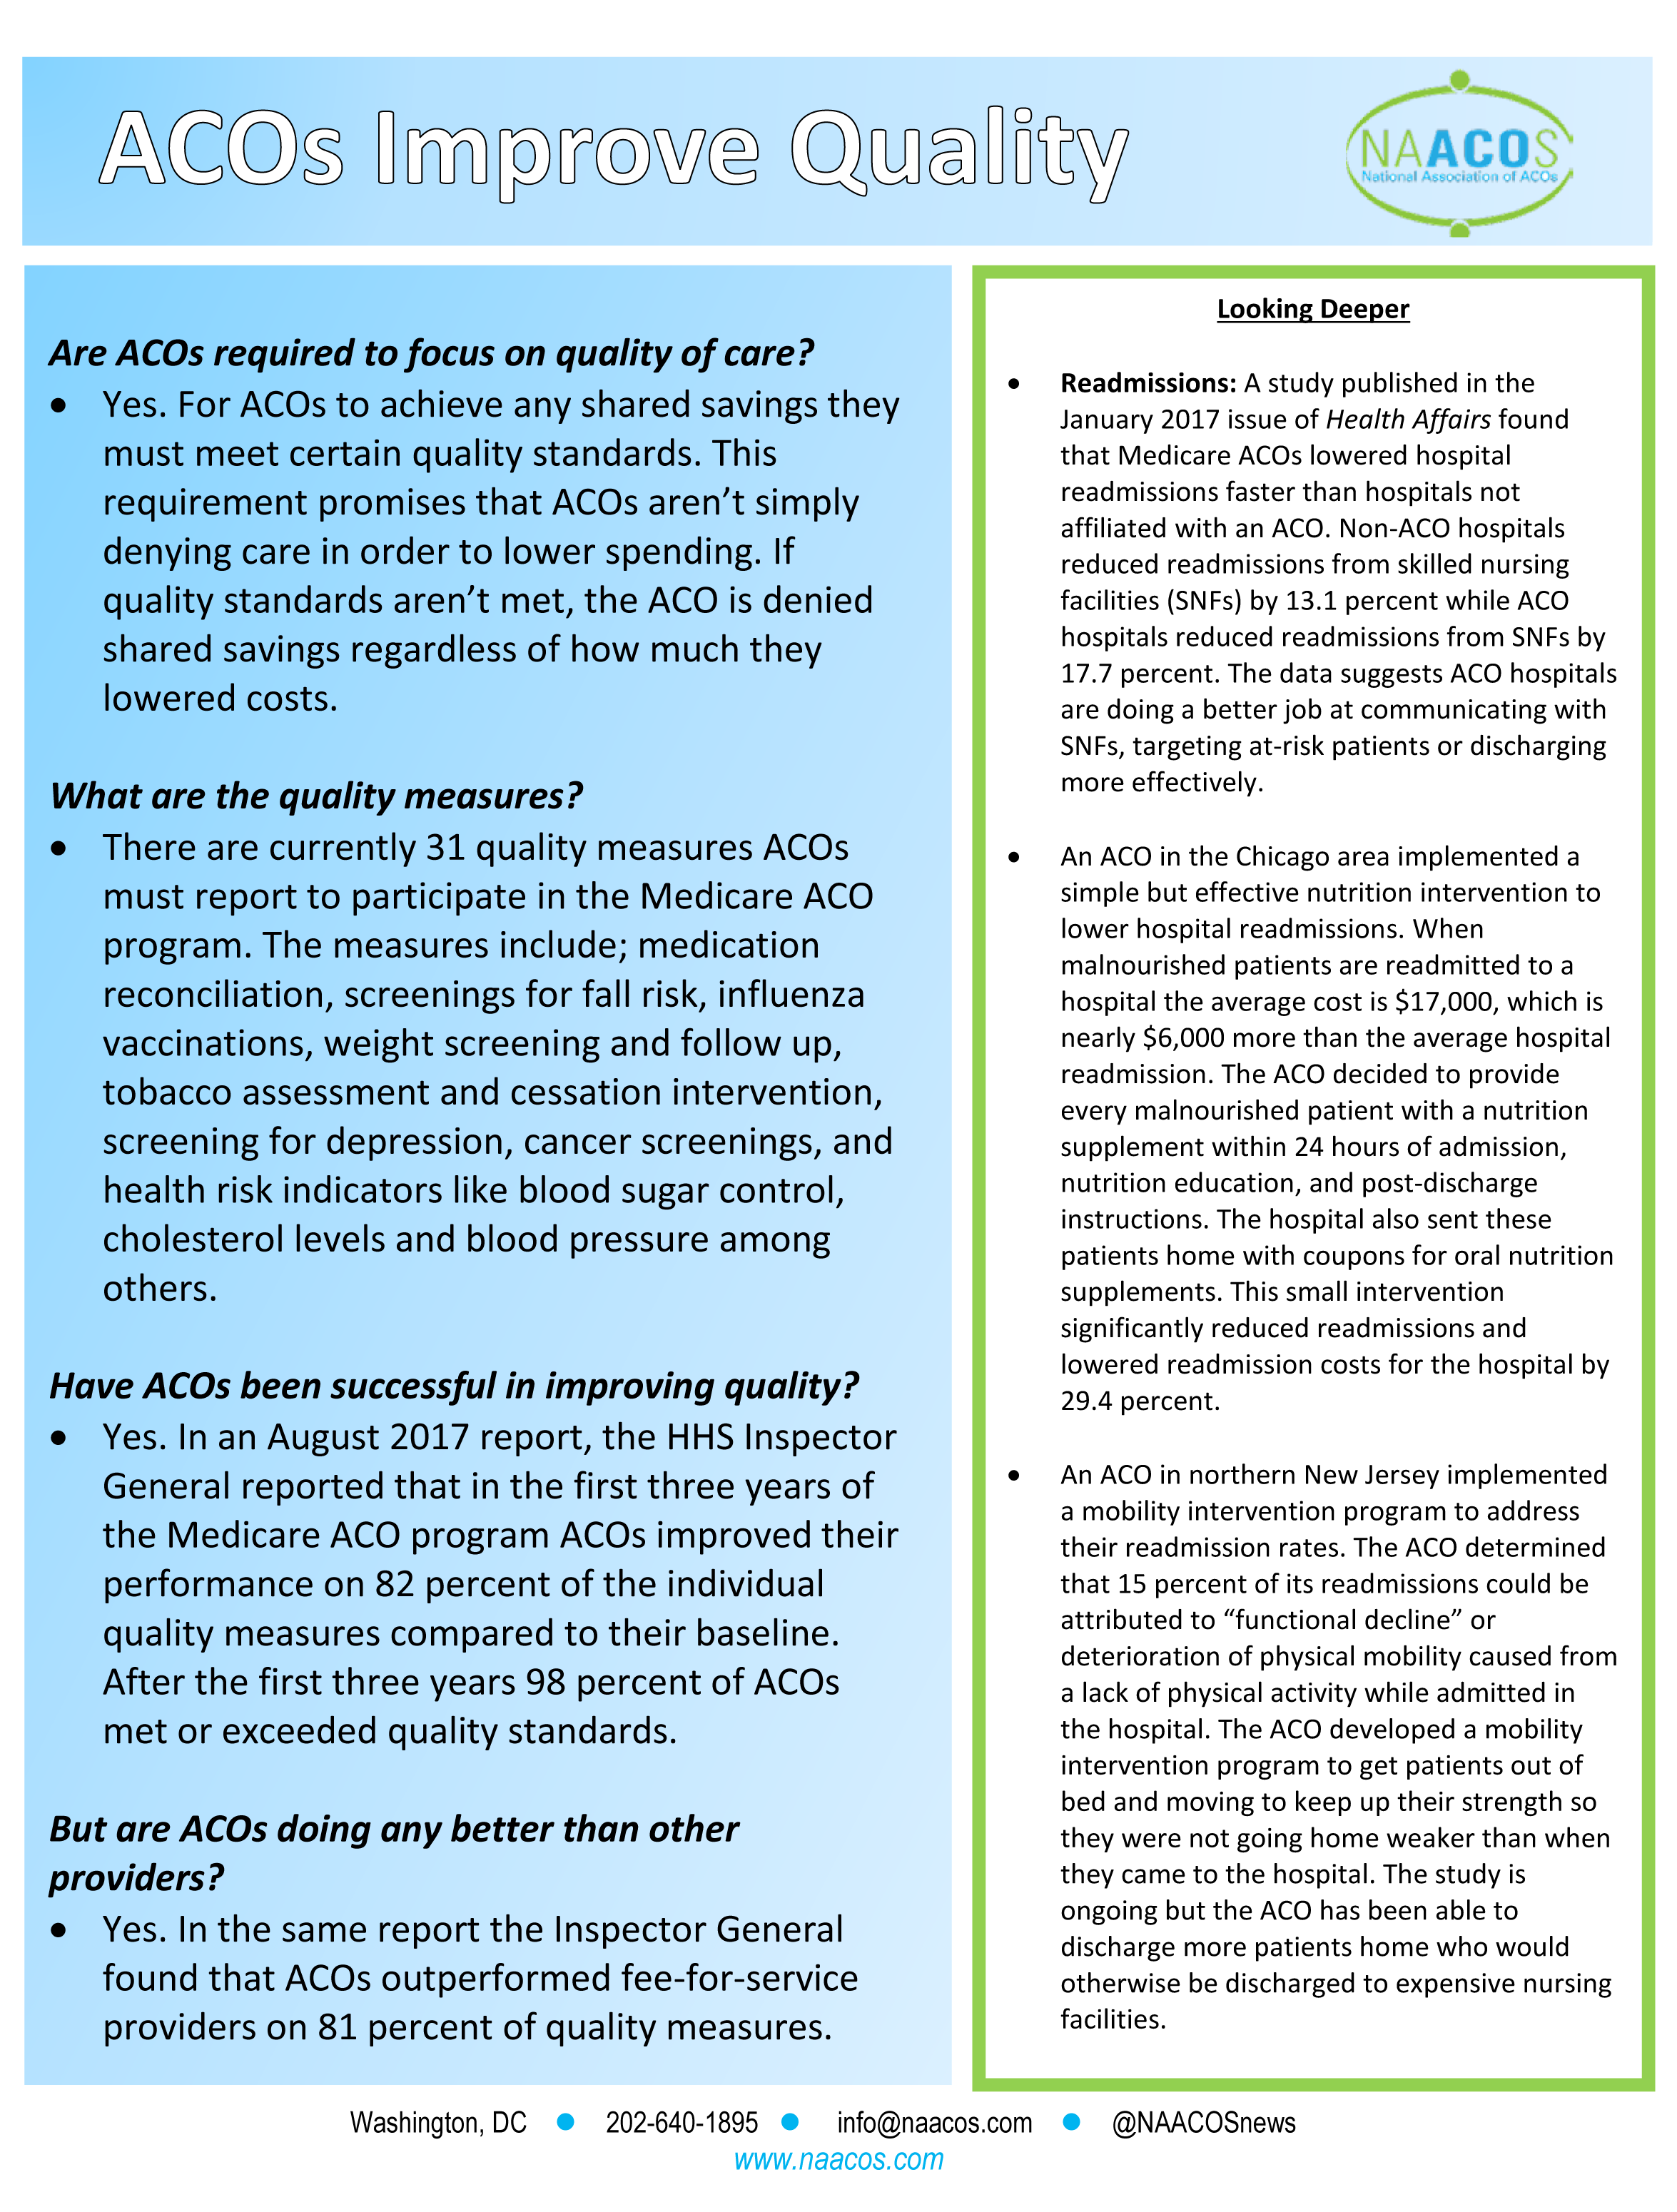 ACOs Improve Quality
NAACOS
National Association of ACOs
Are ACOs required to focus on quality of care?
• Yes. For ACOs to achieve any shared savings they
must meet certain quality standards. This
requirement promises that ACOs aren’t simply
denying care in order to lower spending. If
quality standards aren’t met, the ACO is denied
shared savings regardless of how much they
lowered costs.
What are the quality measures?
• There are currently 31 quality measures ACOs
must report to participate in the Medicare ACO
program. The measures include; medication
reconciliation, screenings for fall risk, influenza
vaccinations, weight screening and follow up,
tobacco assessment and cessation intervention,
screening for depression, cancer screenings, and
health risk indicators like blood sugar control,
cholesterol levels and blood pressure among
others.
Have ACOs been successful in improving quality?
• Yes. In an August 2017 report, the HHS Inspector
General reported that in the first three years of
the Medicare ACO program ACOs improved their
performance on 82 percent of the individual
quality measures compared to their baseline.
After the first three years 98 percent of ACOs
met or exceeded quality standards.
But are ACOs doing any better than other
providers?
• Yes. In the same report the Inspector General
found that ACOs outperformed fee-for-service
providers on 81 percent of quality measures.
Looking Deeper
• Readmissions: A study published in the
January 2017 issue of Health Affairs found
that Medicare ACOs lowered hospital
readmissions faster than hospitals not
affiliated with an ACO. Non-ACO hospitals
reduced readmissions from skilled nursing
facilities (SNFs) by 13.1 percent while ACO
hospitals reduced readmissions from SNFs by
17.7 percent. The data suggests ACO hospitals
are doing a better job at communicating with
SNFs, targeting at-risk patients or discharging
more effectively.
• An ACO in the Chicago area implemented a
simple but effective nutrition intervention to
lower hospital readmissions. When
malnourished patients are readmitted to a
hospital the average cost is $17,000, which is
nearly $6,000 more than the average hospital
readmission. The ACO decided to provide
every malnourished patient with a nutrition
supplement within 24 hours of admission,
nutrition education, and post-discharge
instructions. The hospital also sent these
patients home with coupons for oral nutrition
supplements. This small intervention
significantly reduced readmissions and
lowered readmission costs for the hospital by
29.4 percent.
• An ACO in northern New Jersey implemented
a mobility intervention program to address
their readmission rates. The ACO determined
that 15 percent of its readmissions could be
attributed to “functional decline” or
deterioration of physical mobility caused from
a lack of physical activity while admitted in
the hospital. The ACO developed a mobility
intervention program to get patients out of
bed and moving to keep up their strength so
they were not going home weaker than when
they came to the hospital. The study is
ongoing but the ACO has been able to
discharge more patients home who would
otherwise be discharged to expensive nursing
facilities.
Washington, DC • 202-640-1895 • info@naacos.com • @NAACOSnews
www.naacos.com